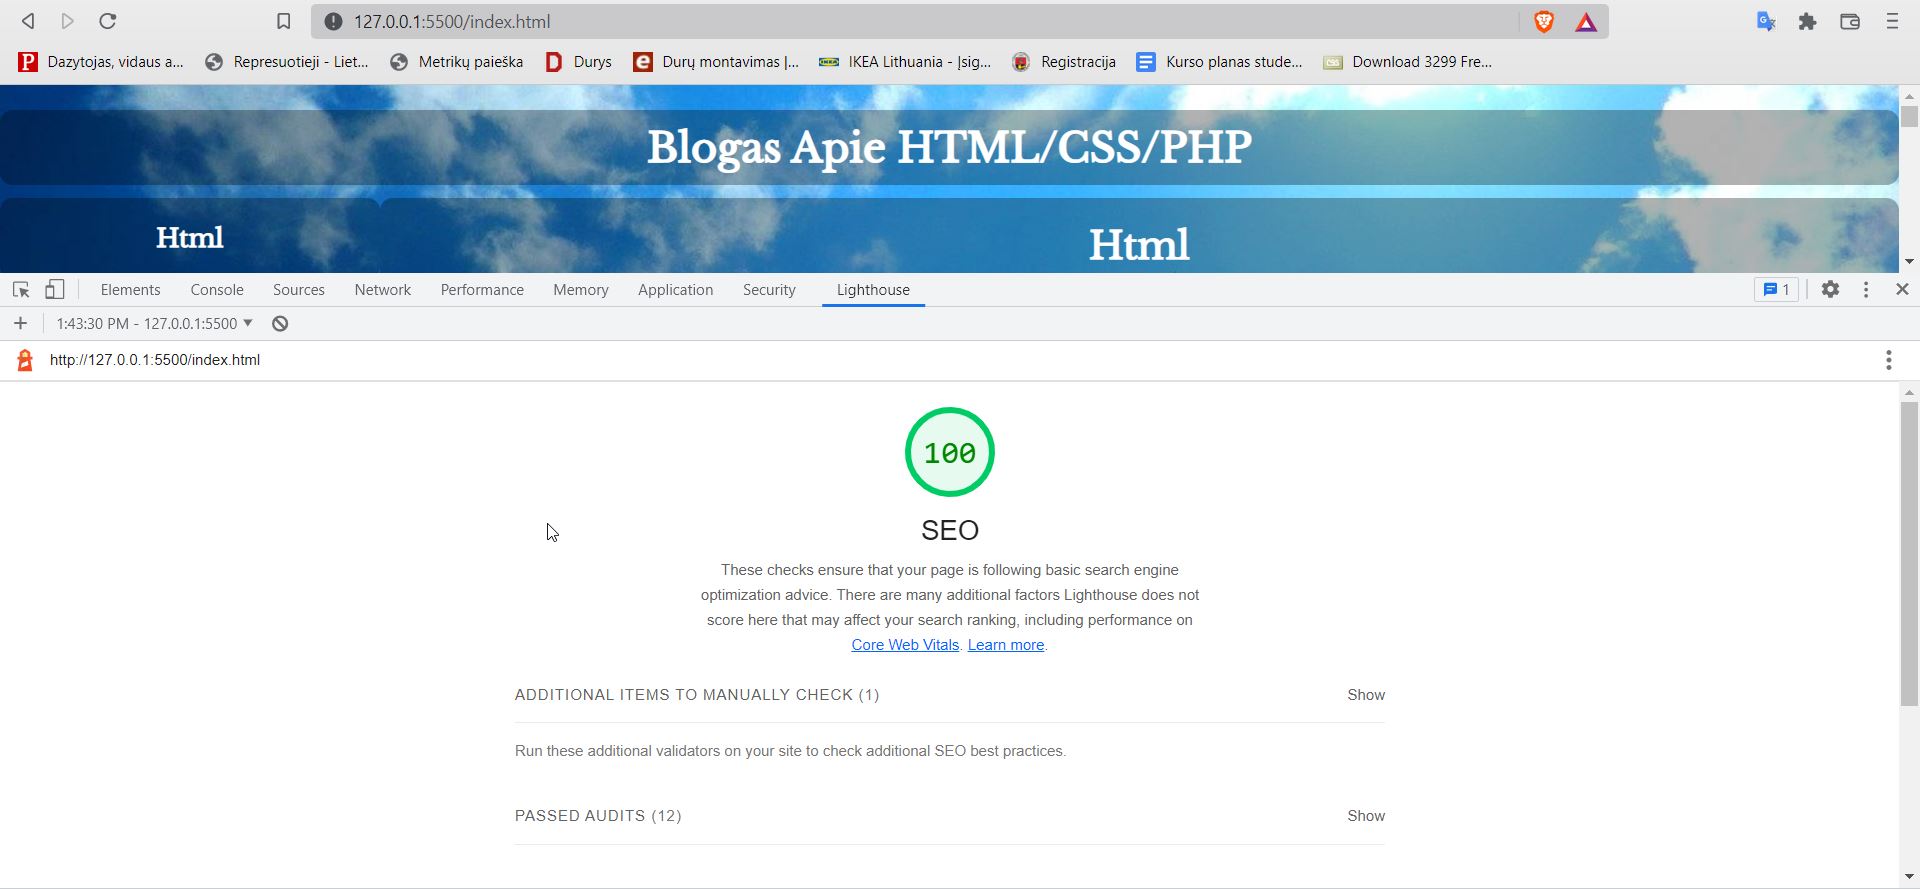 127.0.0.1:5500/index.html
Dazytojas, vidaus a... Represuotieji - Liet... Metrikų paieška Durys Durų montavimas |... IKEA Lithuania - Įsig... Registracija Kurso planas stude... Download 3299 Fre...
Blogas Apie HTML/CSS/PHP
Html
Html
Elements Console Sources Network Performance Memory Application Security Lighthouse 1
1:43:30 PM - 127.0.0.1:5500
http://127.0.0.1:5500/index.html
100
SEO
These checks ensure that your page is following basic search engine
optimization advice. There are many additional factors Lighthouse does not
score here that may affect your search ranking, including performance on
Core Web Vitals. Learn more.
ADDITIONAL ITEMS TO MANUALLY CHECK (1) Show
Run these additional validators on your site to check additional SEO best practices.
PASSED AUDITS (12) Show